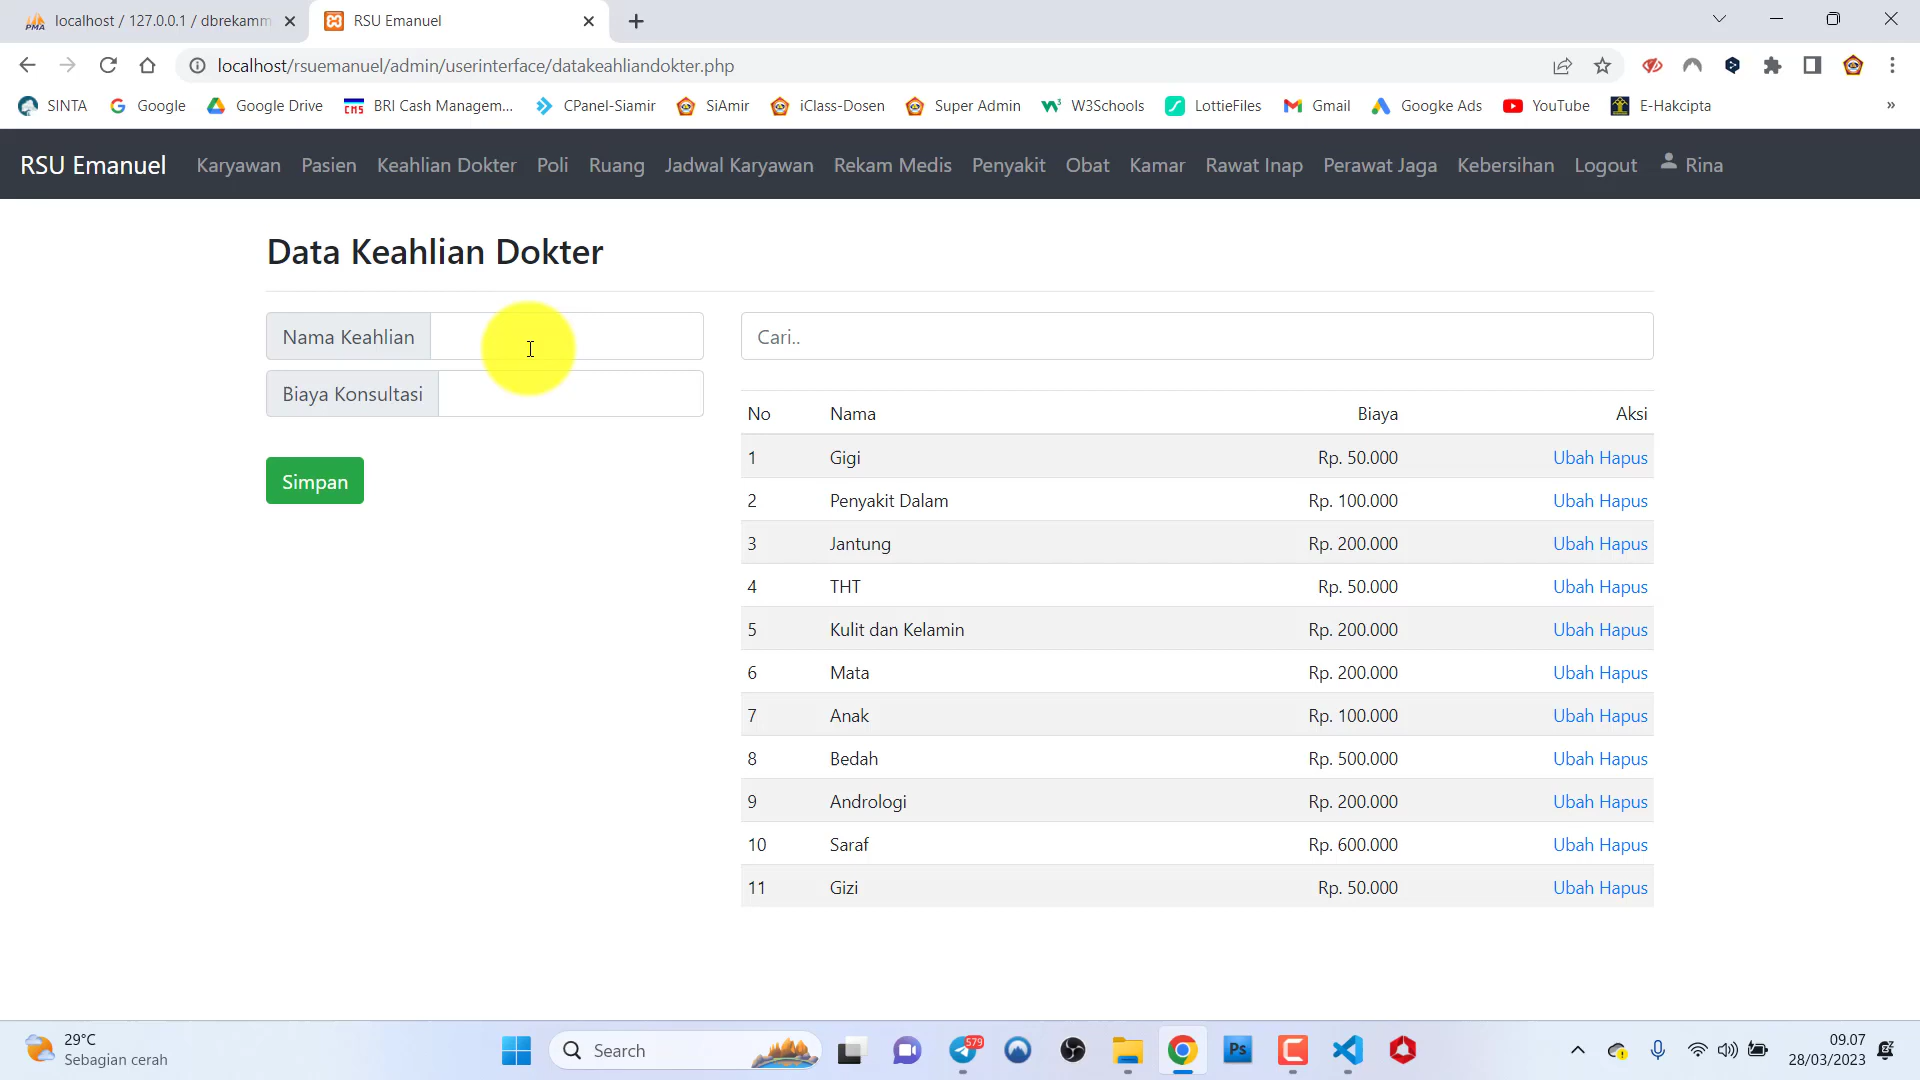 localhost / 127.0.0.1 / dbrekamm
RSU Emanuel
localhost/rsuemanuel/admin/userinterface/datakeahliandokter.php
SINTA Google Google Drive BRI Cash Managem... CPanel-Siamir SiAmir iClass-Dosen Super Admin W3Schools LottieFiles Gmail Googke Ads YouTube E-Hakcipta »
RSU Emanuel Karyawan Pasien Keahlian Dokter Poli Ruang Jadwal Karyawan Rekam Medis Penyakit Obat Kamar Rawat Inap Perawat Jaga Kebersihan Logout Rina
Data Keahlian Dokter
Nama Keahlian
Biaya Konsultasi
Simpan
Cari..
No Nama Biaya Aksi
1 Gigi Rp. 50.000 Ubah Hapus
2 Penyakit Dalam Rp. 100.000 Ubah Hapus
3 Jantung Rp. 200.000 Ubah Hapus
4 THT Rp. 50.000 Ubah Hapus
5 Kulit dan Kelamin Rp. 200.000 Ubah Hapus
6 Mata Rp. 200.000 Ubah Hapus
7 Anak Rp. 100.000 Ubah Hapus
8 Bedah Rp. 500.000 Ubah Hapus
9 Andrologi Rp. 200.000 Ubah Hapus
10 Saraf Rp. 600.000 Ubah Hapus
11 Gizi Rp. 50.000 Ubah Hapus
29°C
Sebagian cerah
Search
579
Ps
09.07
28/03/2023